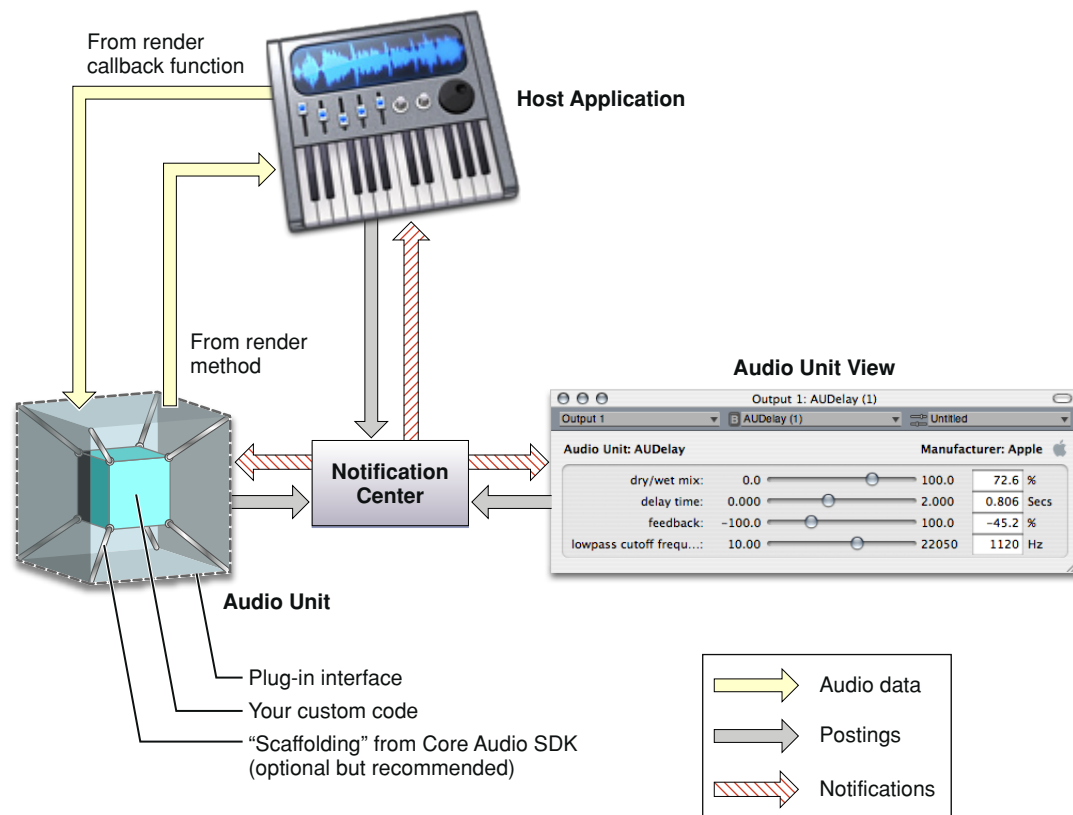 From render
callback function
Host Application
From render
method
Audio Unit View
Output 1: AUDelay (1)
Output 1
B AUDelay (1)
Untitled
Audio Unit: AUDelay
Manufacturer: Apple
dry/wet mix: 0.0 100.0 72.6 %
delay time: 0.000 2.000 0.806 Secs
feedback: -100.0 100.0 -45.2 %
lowpass cutoff frequ...: 10.00 22050 1120 Hz
Notification
Center
Audio Unit
Plug-in interface
Your custom code
“Scaffolding” from Core Audio SDK
(optional but recommended)
Audio data
Postings
Notifications